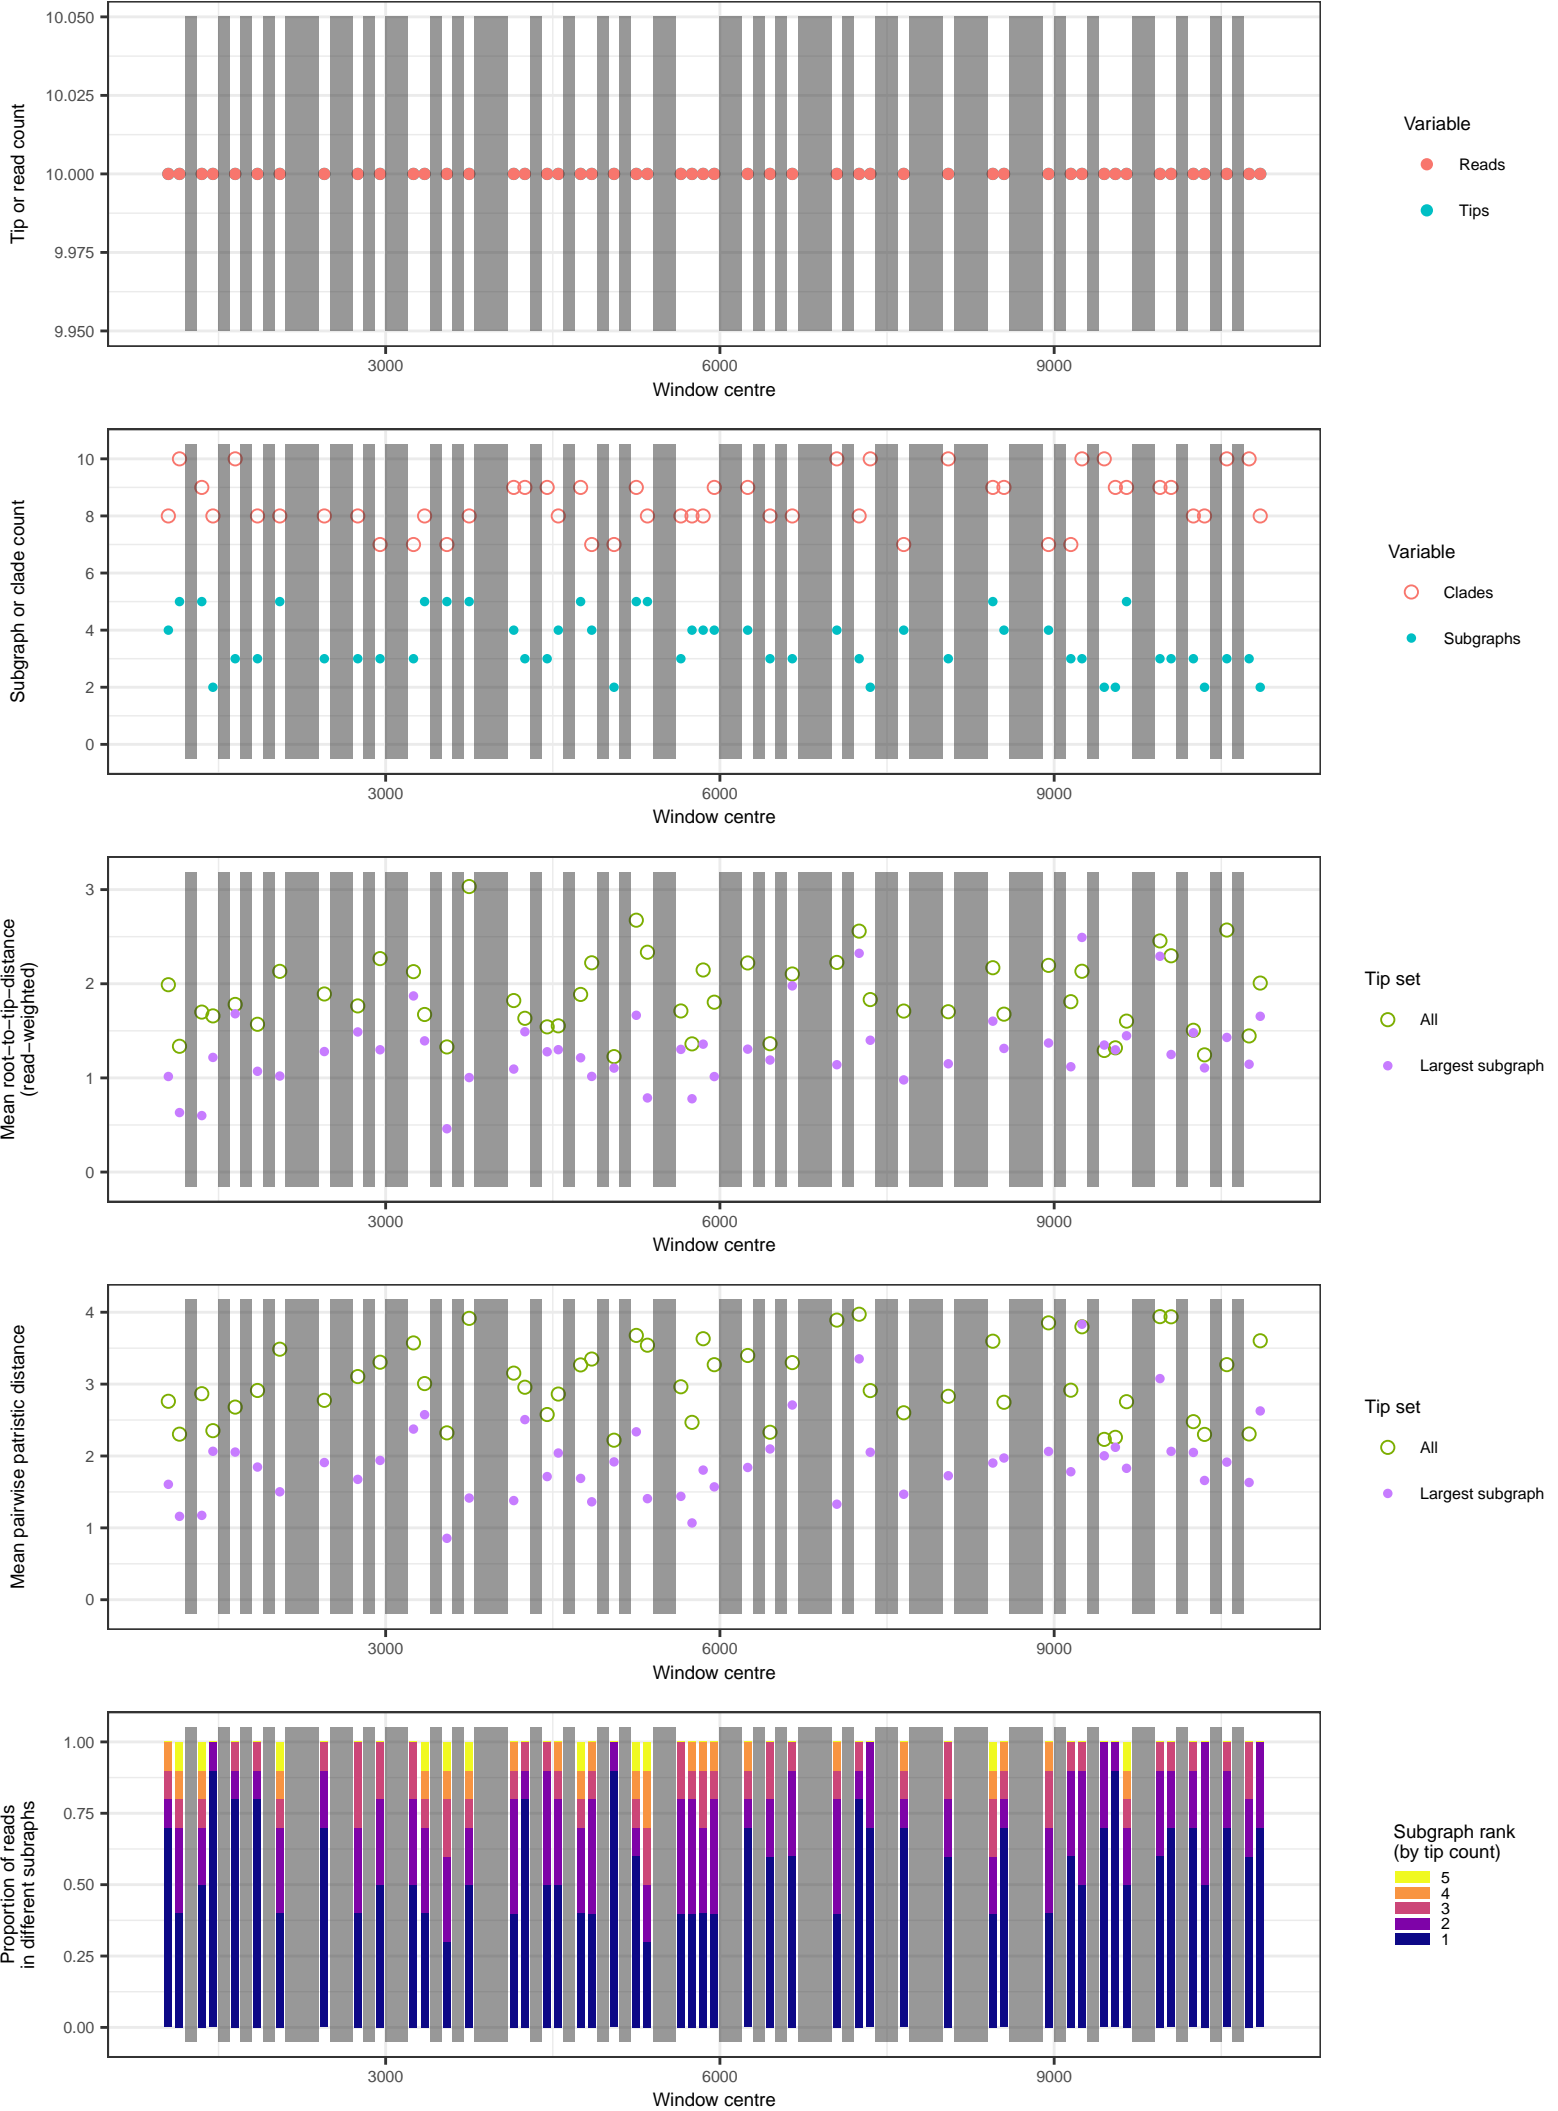 10.050
10.025
10.000
9.975
9.950
Tip or read count
3000 6000 9000
Window centre
Variable
Reads
Tips
10
8
6
4
2
0
Subgraph or clade count
3000 6000 9000
Window centre
Variable
Clades
Subgraphs
3
2
1
0
Mean root−to−tip−distance
(read−weighted)
3000 6000 9000
Window centre
Tip set
All
Largest subgraph
4
3
2
1
0
Mean pairwise patristic distance
3000 6000 9000
Window centre
Tip set
All
Largest subgraph
1.00
0.75
0.50
0.25
0.00
Proportion of reads
in different subraphs
3000 6000 9000
Window centre
Subgraph rank
(by tip count)
5
4
3
2
1